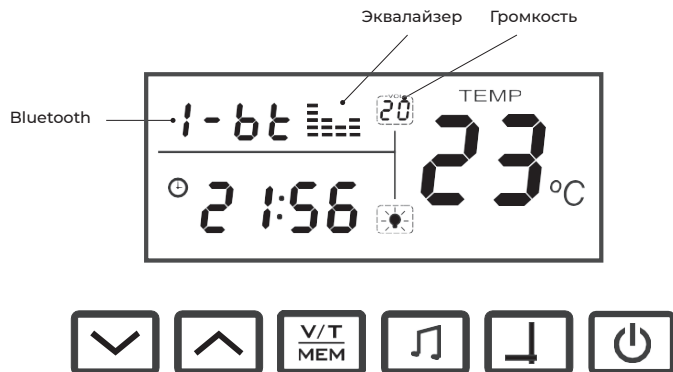 Эквалайзер Громкость
Bluetooth
1-bt
VOL
20
TEMP
23 °C
21:56
V/T
MEM